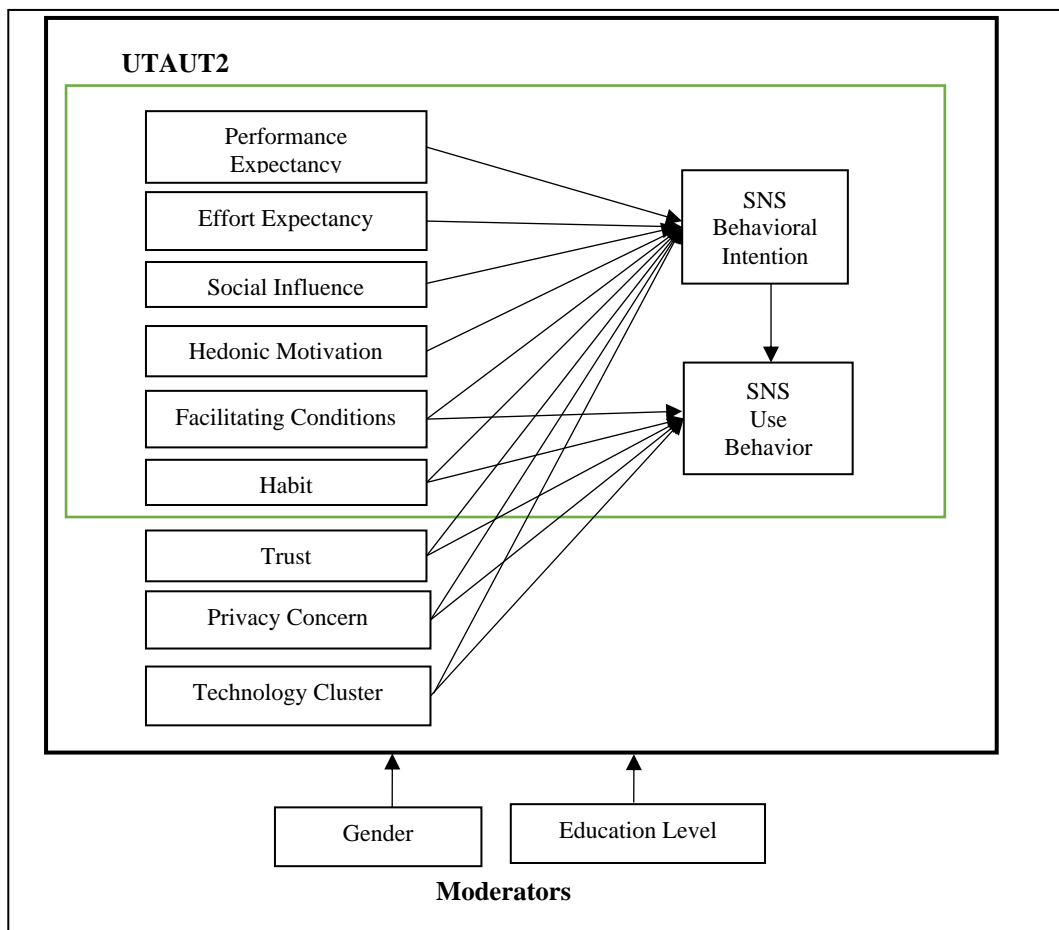 UTAUT2
Performance
Expectancy
Effort Expectancy
Social Influence
Hedonic Motivation
Facilitating Conditions
Habit
Trust
Privacy Concern
Technology Cluster
SNS
Behavioral
Intention
SNS
Use
Behavior
Gender
Education Level
Moderators